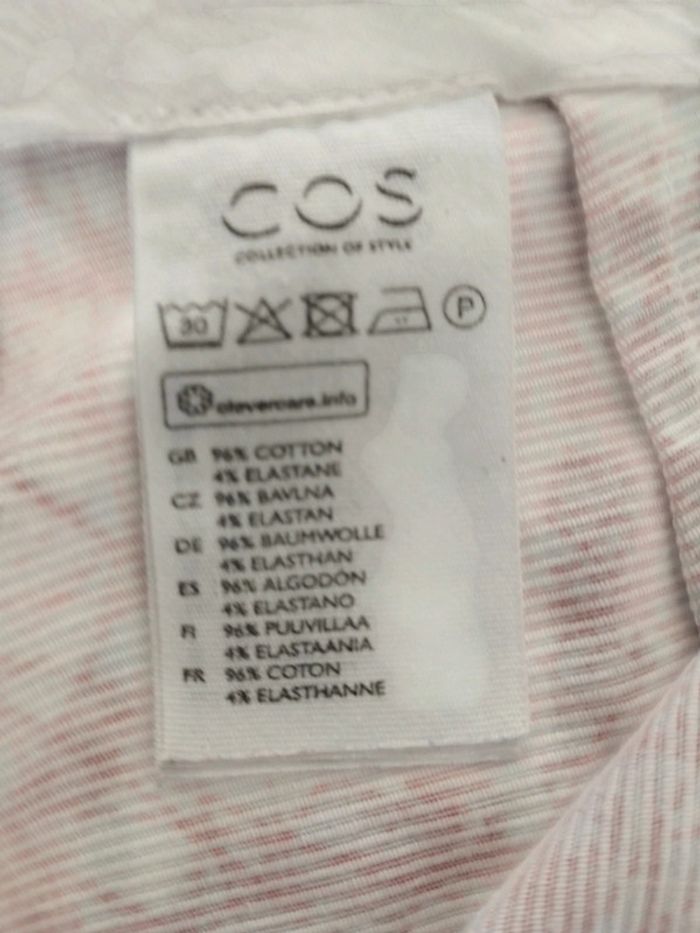 COS
COLLECTION OF STYLE
30 P
clevercare.info
GB 96% COTTON
4% ELASTANE
CZ 96% BAVLNA
4% ELASTAN
DE 96% BAUMWOLLE
4% ELASTHAN
ES 96% ALGODÓN
4% ELASTANO
FI 96% PUUVILLAA
4% ELASTAANIA
FR 96% COTON
4% ELASTHANNE